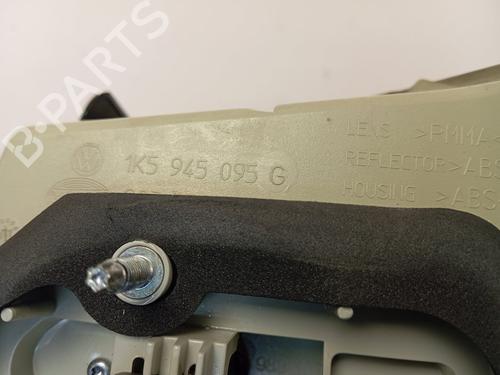 B-PARTS
1K5 945 095 G
LENS >PMMA<
REFLECTOR >ABS
HOUSING >ABS